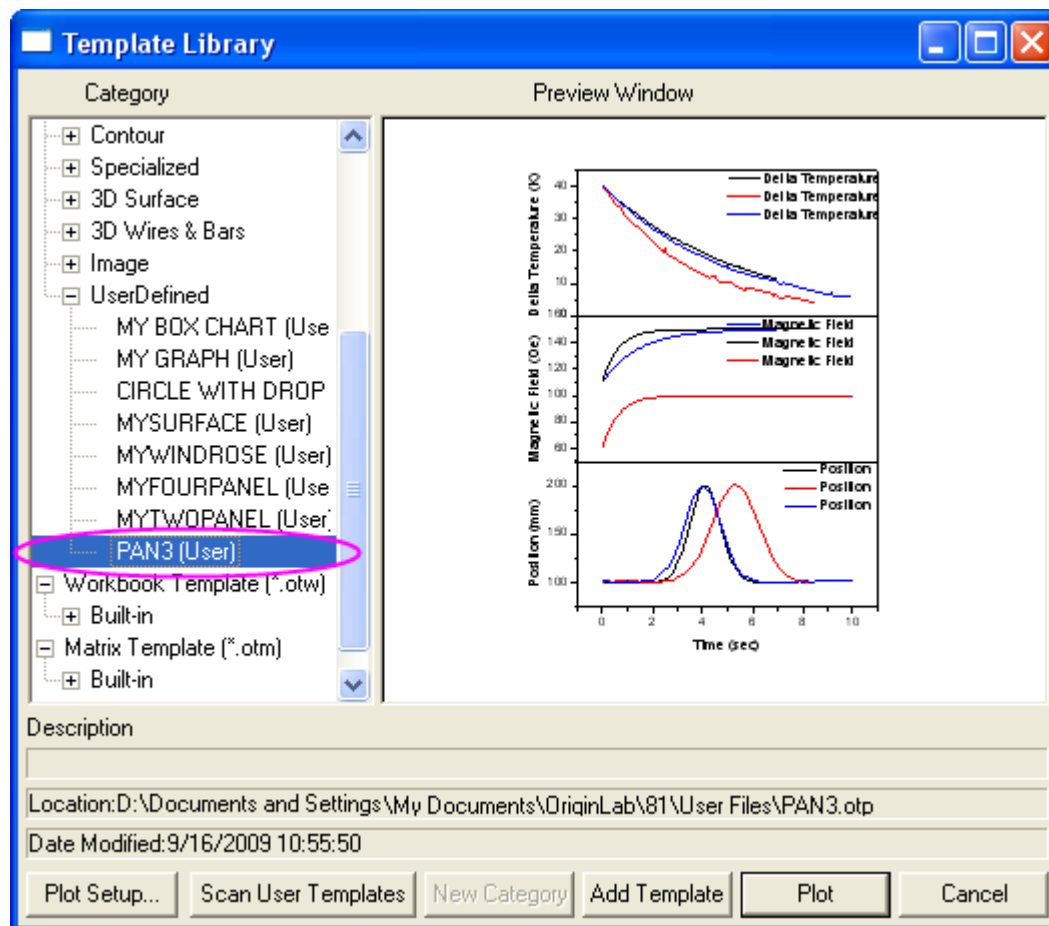 Template Library
Category
Preview Window
Contour
Specialized
3D Surface
3D Wires & Bars
Image
UserDefined
MY BOX CHART (Use
MY GRAPH (User)
CIRCLE WITH DROP
MYSURFACE (User)
MYWINDROSE (User)
MYFOURPANEL (Use
MYTWOPANEL (User)
PAN3 (User)
Workbook Template (*.otw)
Built-in
Matrix Template (*.otm)
Built-in
Delta Temperature (K)
40
30
20
10
Delta Temperature
Delta Temperature
Delta Temperature
Magnetic Field (Oe)
160
140
120
100
80
60
Magnetic Field
Magnetic Field
Magnetic Field
Position (mm)
200
150
100
Position
Position
Position
0 2 4 6 8 10
Time (sec)
Description
Location:D:\Documents and Settings\My Documents\OriginLab\81\User Files\PAN3.otp
Date Modified:9/16/2009 10:55:50
Plot Setup... Scan User Templates New Category Add Template Plot Cancel